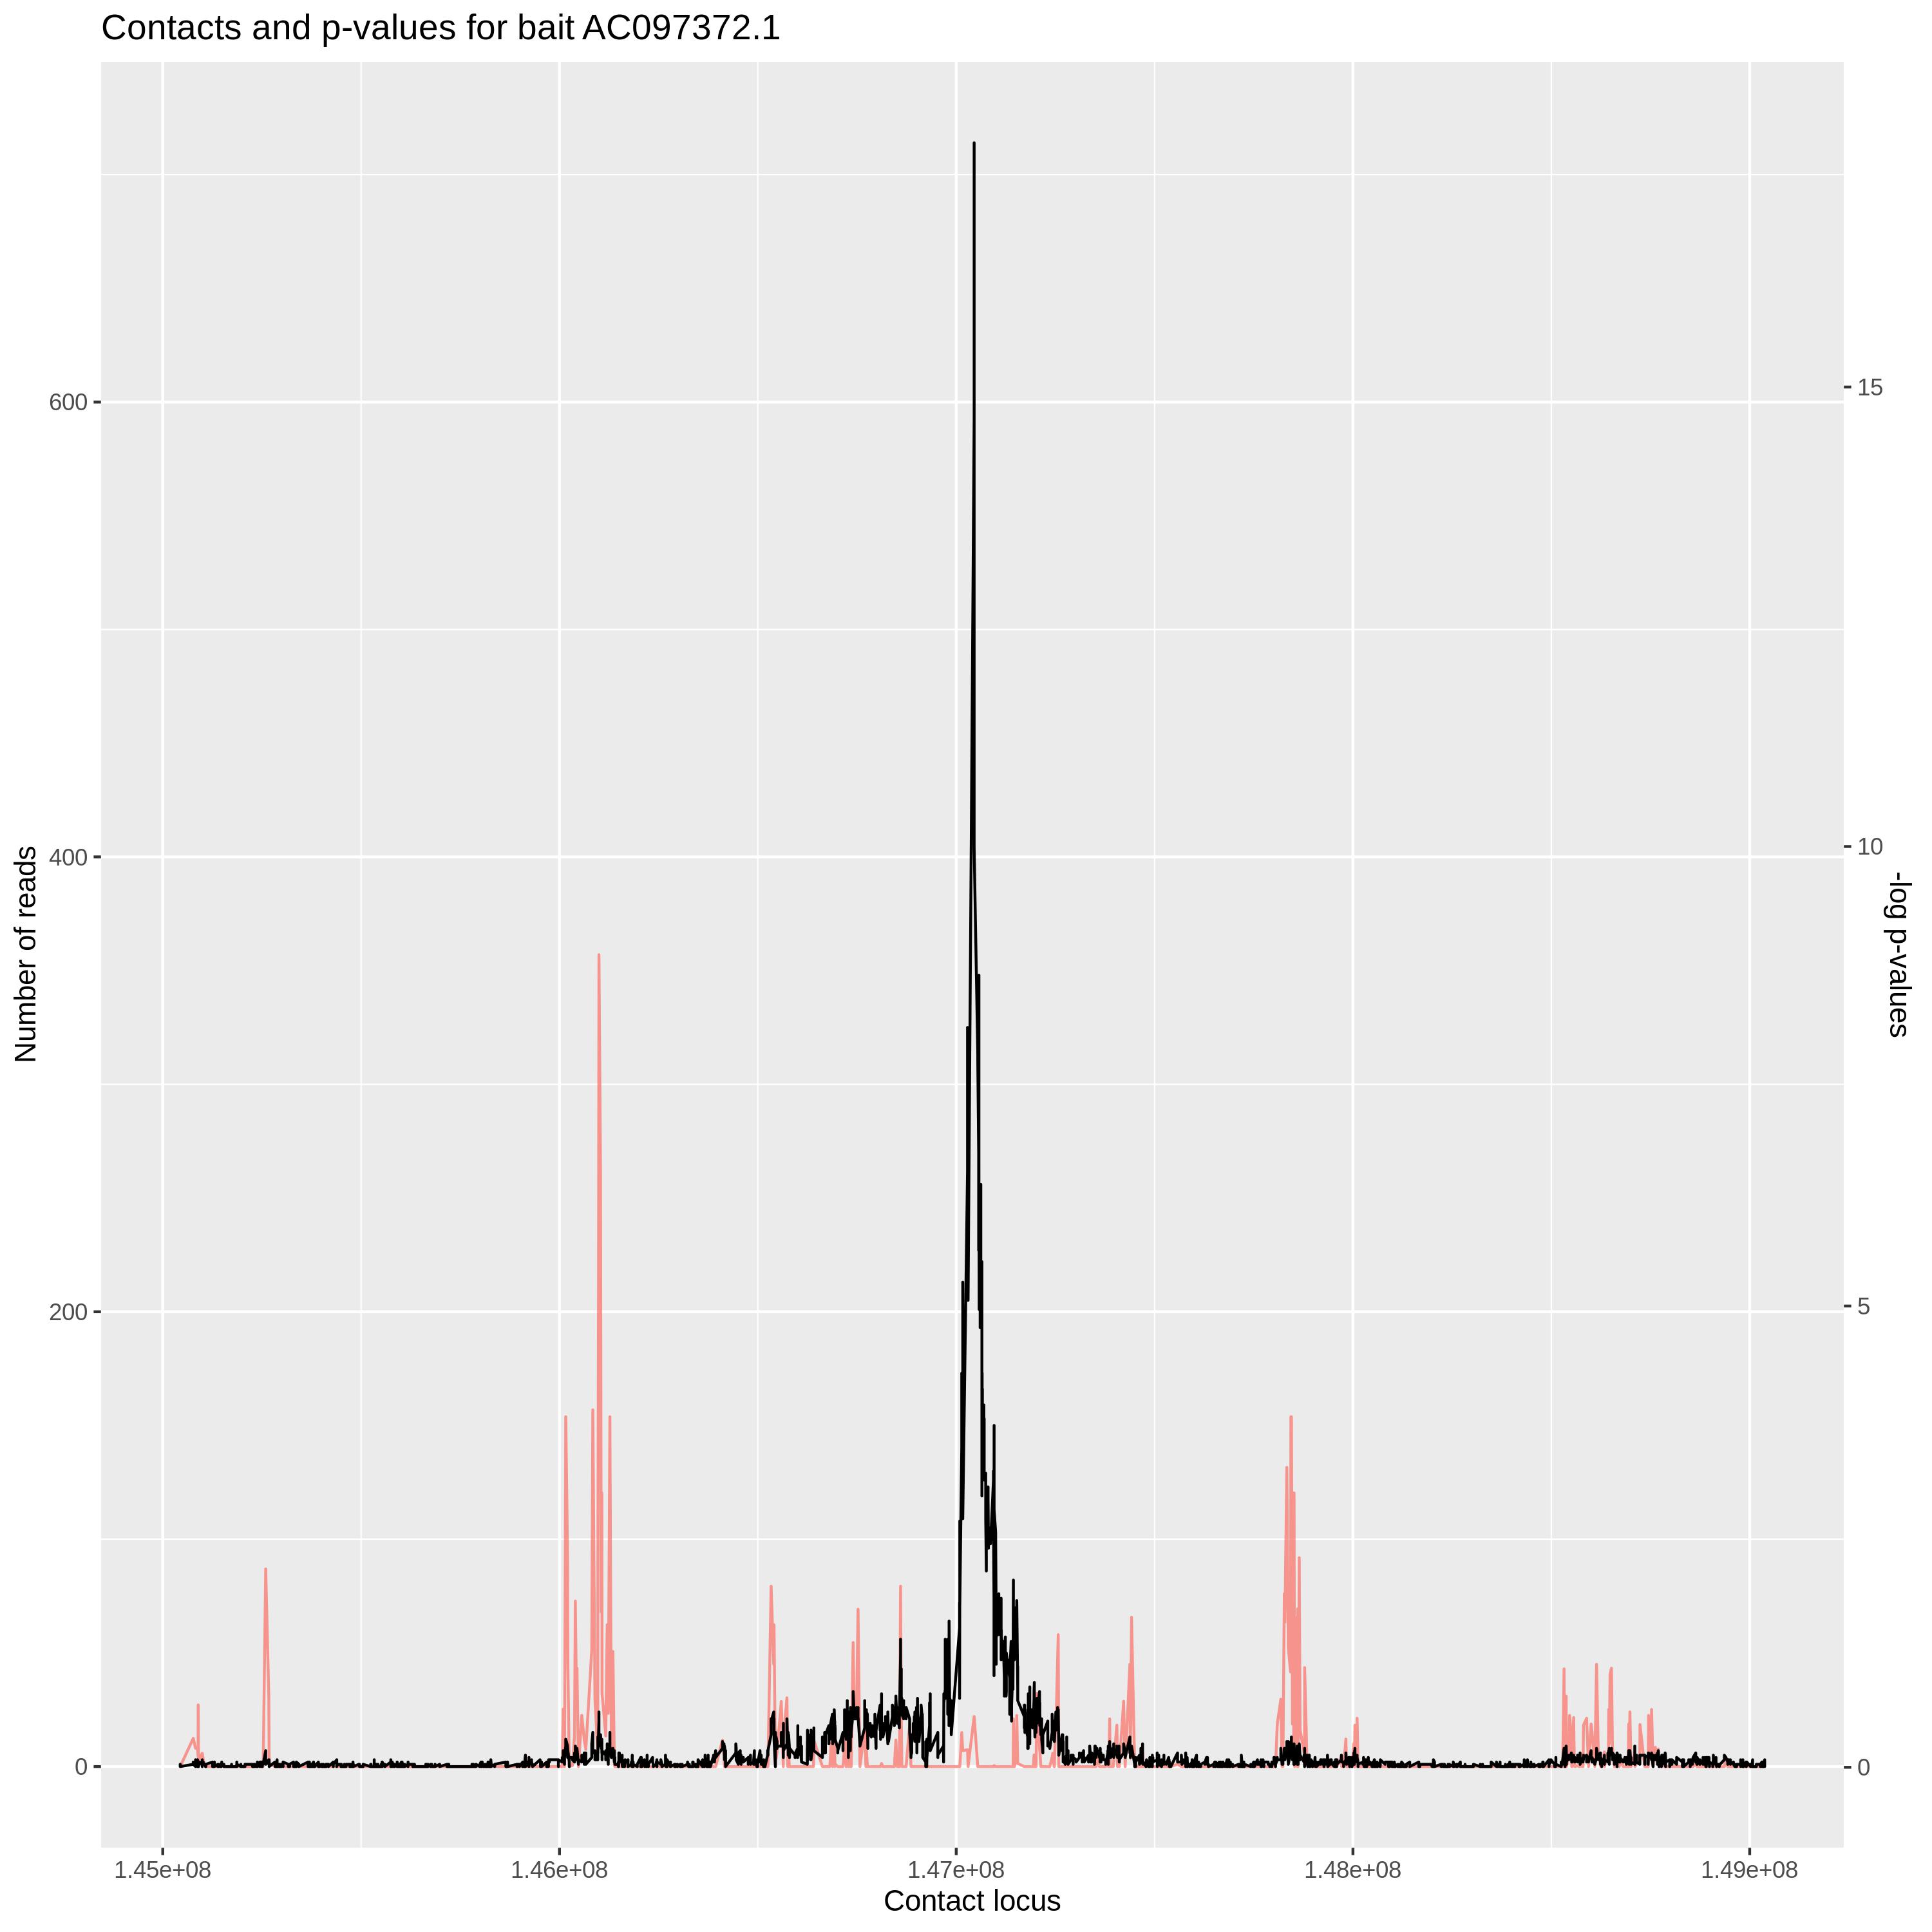 Contacts and p-values for bait AC097372.1
Number of reads
600
400
200
0
15
10
5
0
-log p-values
1.45e+08
1.46e+08
1.47e+08
1.48e+08
1.49e+08
Contact locus